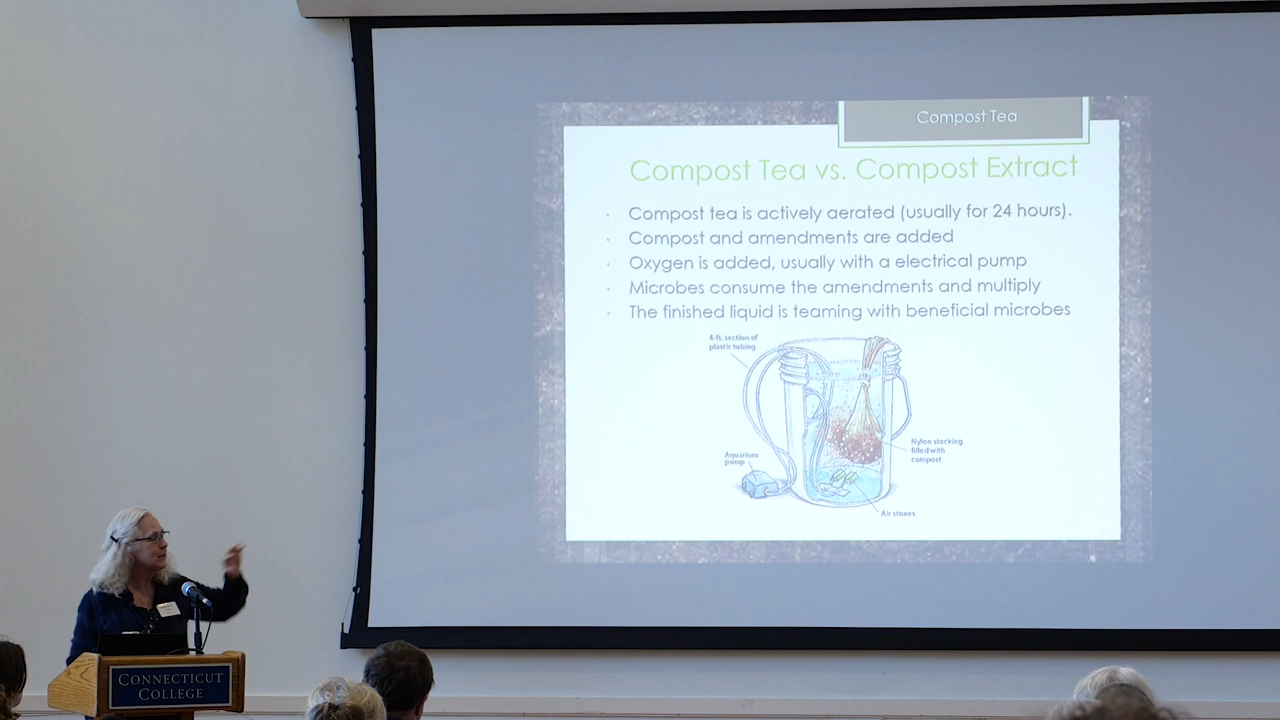 Compost Tea
Compost Tea vs. Compost Extract
Compost tea is actively aerated (usually for 24 hours).
Compost and amendments are added
Oxygen is added, usually with a electrical pump
Microbes consume the amendments and multiply
The finished liquid is teaming with beneficial microbes
4-ft. section of
plastic tubing
Aquarium
pump
Nylon stocking
filled with
compost
Air stones
CONNECTICUT
COLLEGE